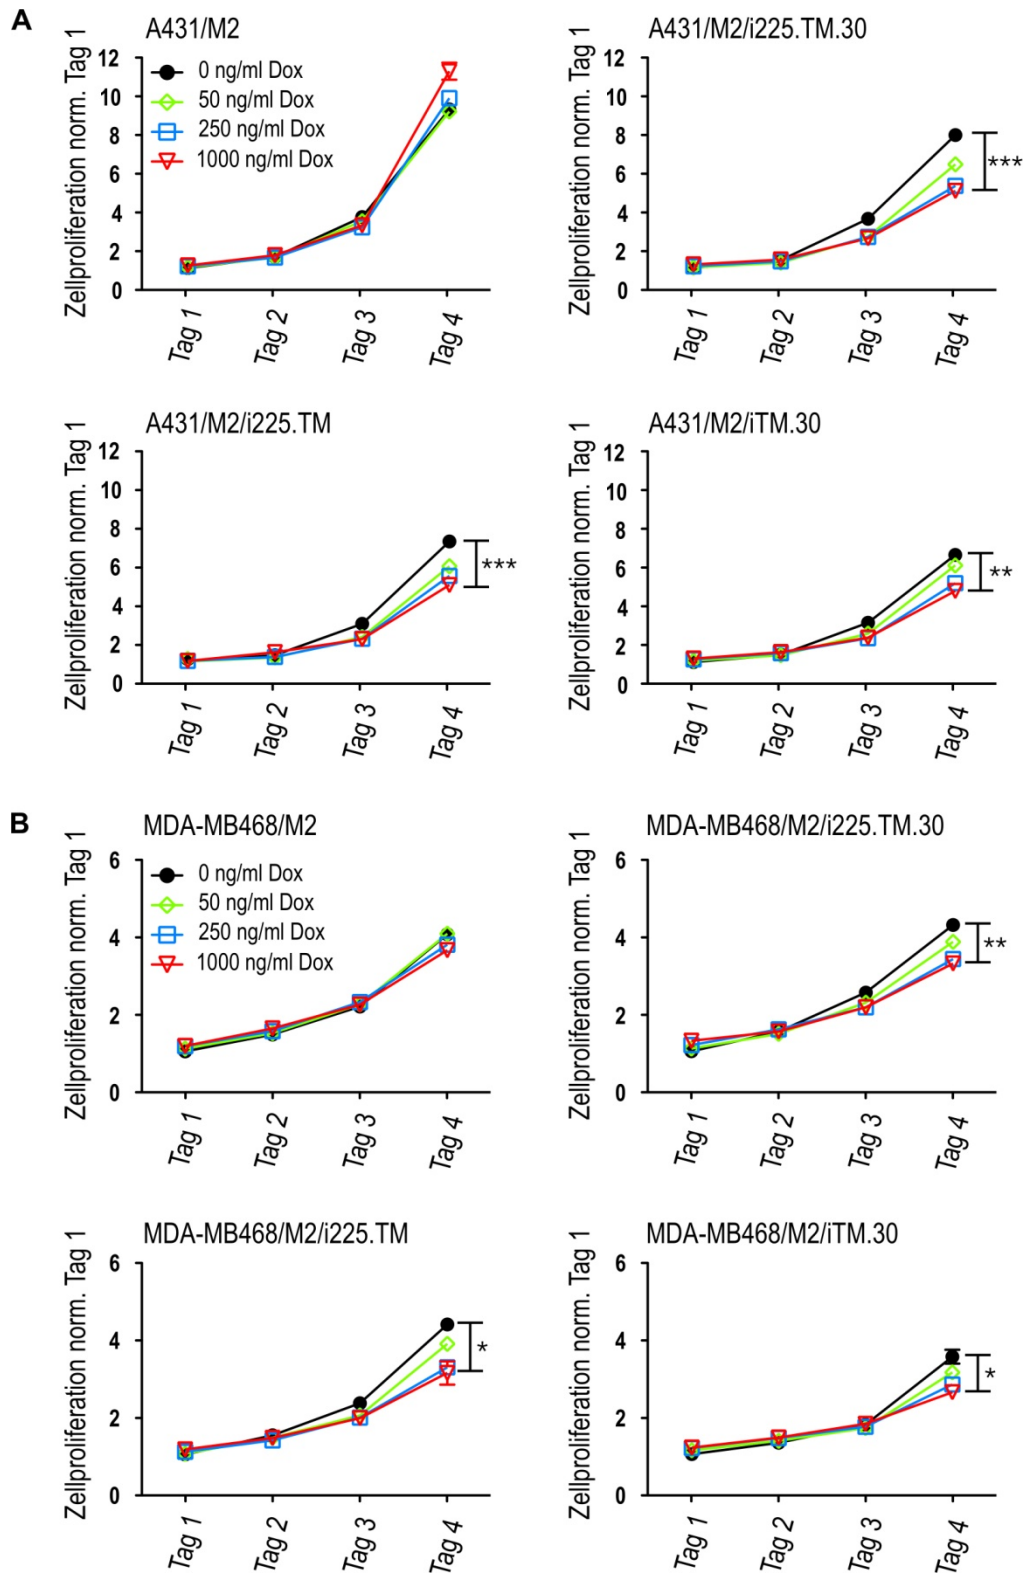 A
A431/M2
Zellproliferation norm. Tag 1
12
10
8
6
4
2
0
0 ng/ml Dox
50 ng/ml Dox
250 ng/ml Dox
1000 ng/ml Dox
Tag 1
Tag 2
Tag 3
Tag 4
A431/M2/i225.TM.30
Zellproliferation norm. Tag 1
12
10
8
6
4
2
0
***
Tag 1
Tag 2
Tag 3
Tag 4
A431/M2/i225.TM
Zellproliferation norm. Tag 1
12
10
8
6
4
2
0
***
Tag 1
Tag 2
Tag 3
Tag 4
A431/M2/iTM.30
Zellproliferation norm. Tag 1
12
10
8
6
4
2
0
**
Tag 1
Tag 2
Tag 3
Tag 4
B
MDA-MB468/M2
Zellproliferation norm. Tag 1
6
4
2
0
0 ng/ml Dox
50 ng/ml Dox
250 ng/ml Dox
1000 ng/ml Dox
Tag 1
Tag 2
Tag 3
Tag 4
MDA-MB468/M2/i225.TM.30
Zellproliferation norm. Tag 1
6
4
2
0
**
Tag 1
Tag 2
Tag 3
Tag 4
MDA-MB468/M2/i225.TM
Zellproliferation norm. Tag 1
6
4
2
0
*
Tag 1
Tag 2
Tag 3
Tag 4
MDA-MB468/M2/iTM.30
Zellproliferation norm. Tag 1
6
4
2
0
*
Tag 1
Tag 2
Tag 3
Tag 4